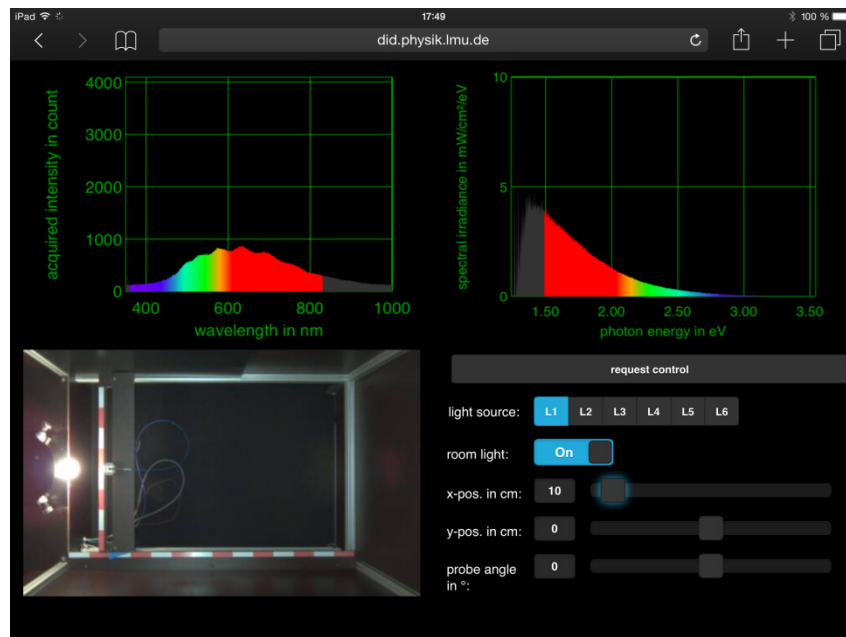 iPad 17:49 100 %
did.physik.lmu.de
acquired intensity in count
4000
3000
2000
1000
0
400 600 800 1000
wavelength in nm
spectral irradiance in mW/cm²/eV
10
5
0
1.50 2.00 2.50 3.00 3.50
photon energy in eV
request control
light source: L1 L2 L3 L4 L5 L6
room light: On
x-pos. in cm: 10
y-pos. in cm: 0
probe angle 0
in °: